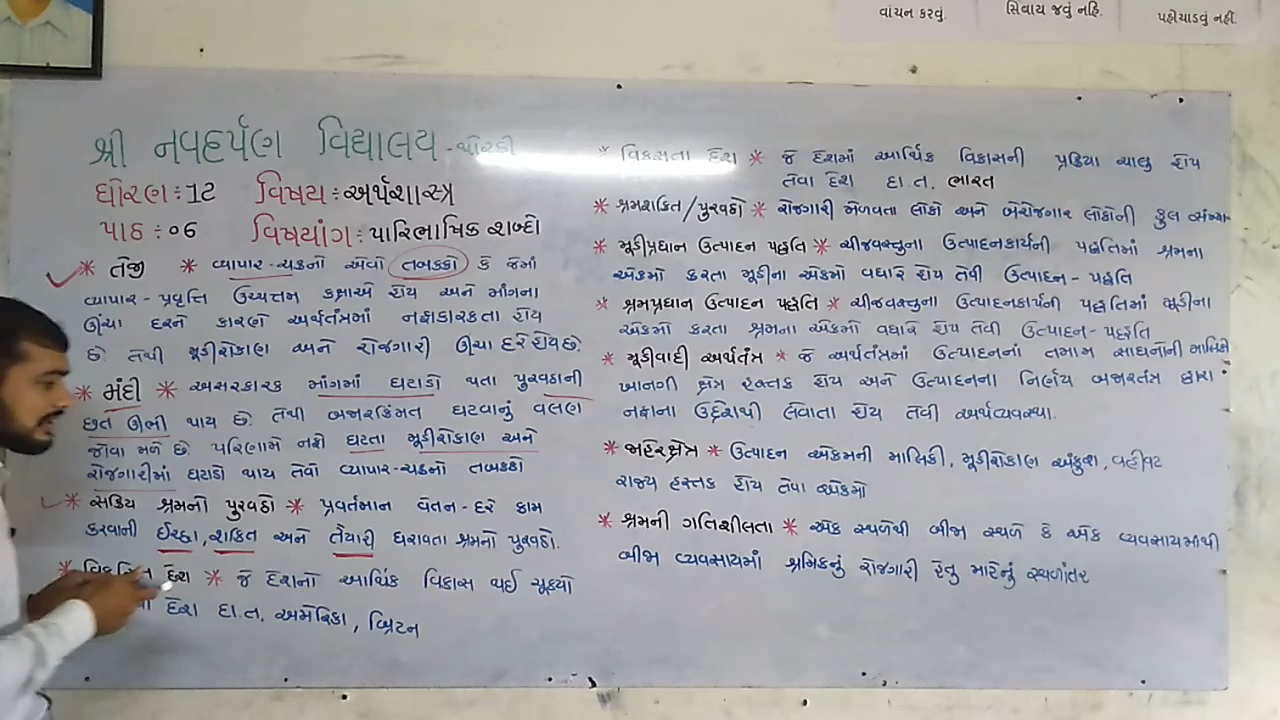 વાંચન કરવું.
સિવાય જવું નહિ.
પહોચાડવું નહીં.
શ્રી નવદર્પણ વિદ્યાલય
ધોરણ : 12 વિષય : અર્થશાસ્ત્ર
પાઠ : 06 વિષયાંગ : પારિભાષિક શબ્દો
* તેજી * વ્યાપાર-ચક્રનો એવો તબક્કો કે જેમાં
વ્યાપાર-પ્રવૃત્તિ ઉચ્ચત્તમ કક્ષાએ હોય અને માંગના
ઊંચા દરને કારણે અર્થતંત્રમાં નફાકારકતા હોય
છે તેથી મૂડીરોકાણ અને રોજગારી ઊંચા દરે હોય છે.
* મંદી * અસરકારક માંગમાં ઘટાડો થતા પુરવઠાની
છત ઊભી થાય છે. તેથી બજારકિંમત ઘટવાનું વલણ
જોવા મળે છે પરિણામે નફો ઘટતા મૂડીરોકાણ અને
રોજગારીમાં ઘટાડો થાય તેવો વ્યાપાર-ચક્રનો તબક્કો
* સક્રિય શ્રમનો પુરવઠો * પ્રવર્તમાન વેતન-દરે કામ
કરવાની ઈચ્છા, શકિત અને તૈયારી ધરાવતા શ્રમનો પુરવઠો.
* દેશ * જે દેશનો આર્થિક વિકાસ થઈ ચૂક્યો
દેશ દા.ત. અમેરિકા, બ્રિટન
* વિકસતા દેશ * જે દેશમાં આર્થિક વિકાસની પ્રક્રિયા ચાલુ હોય
તેવા દેશ દા.ત. ભારત
* શ્રમશકિત/પુરવઠો * રોજગારી મેળવતા લોકો અને બેરોજગાર લોકોની કુલ સંખ્યા
* મૂડીપ્રધાન ઉત્પાદન પદ્ધતિ * ચીજવસ્તુના ઉત્પાદનકાર્યની પદ્ધતિમાં શ્રમના
એકમો કરતા મૂડીના એકમો વધારે હોય તેવી ઉત્પાદન-પદ્ધતિ
* શ્રમપ્રધાન ઉત્પાદન પદ્ધતિ * ચીજવસ્તુના ઉત્પાદનકાર્યની પદ્ધતિમાં મૂડીના
એકમો કરતા શ્રમના એકમો વધારે હોય તેવી ઉત્પાદન-પદ્ધતિ
* મૂડીવાદી અર્થતંત્ર * જે અર્થતંત્રમાં ઉત્પાદનનાં તમામ સાધનોની માલિકી
ખાનગી ક્ષેત્ર હસ્તક હોય અને ઉત્પાદનના નિર્ણય બજારતંત્ર દ્વારા
નફાના ઉદ્દેશથી લેવાતા હોય તેવી અર્થવ્યવસ્થા.
* જાહેરક્ષેત્ર * ઉત્પાદન એકમની માલિકી, મૂડીરોકાણ અંકુશ, વહીવટ
રાજ્ય હસ્તક હોય તેવા એકમો
* શ્રમની ગતિશીલતા * એક સ્થળેથી બીજા સ્થળે કે એક વ્યવસાયમાંથી
બીજા વ્યવસાયમાં શ્રમિકનું રોજગારી હેતુ માટેનું સ્થળાંતર